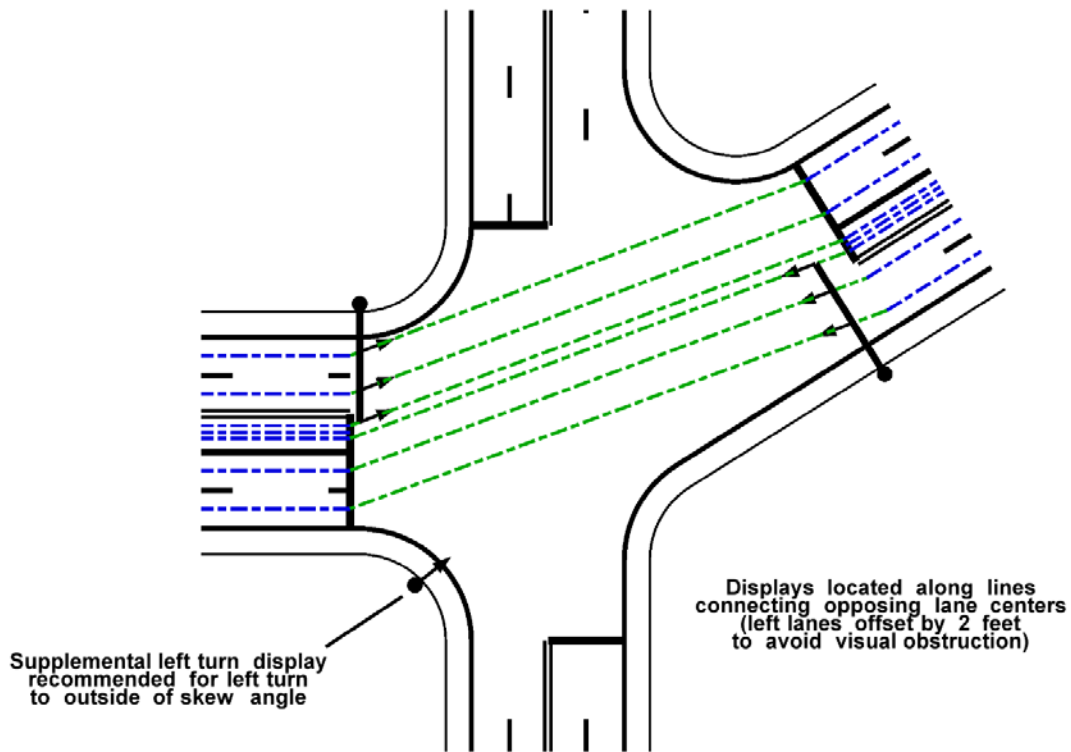 Displays located along lines
connecting opposing lane centers
(left lanes offset by 2 feet
to avoid visual obstruction)
Supplemental left turn display
recommended for left turn
to outside of skew angle